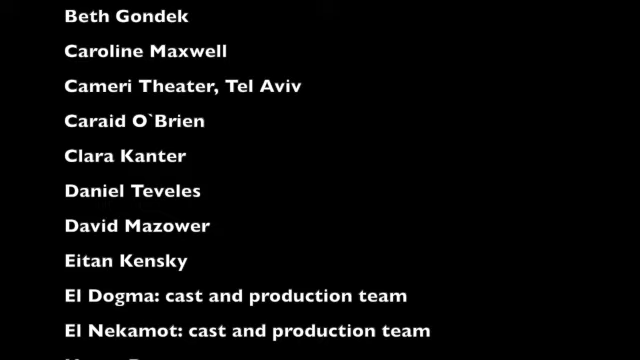 Beth Gondek
Caroline Maxwell
Cameri Theater, Tel Aviv
Caraid O`Brien
Clara Kanter
Daniel Teveles
David Mazower
Eitan Kensky
El Dogma: cast and production team
El Nekamot: cast and production team